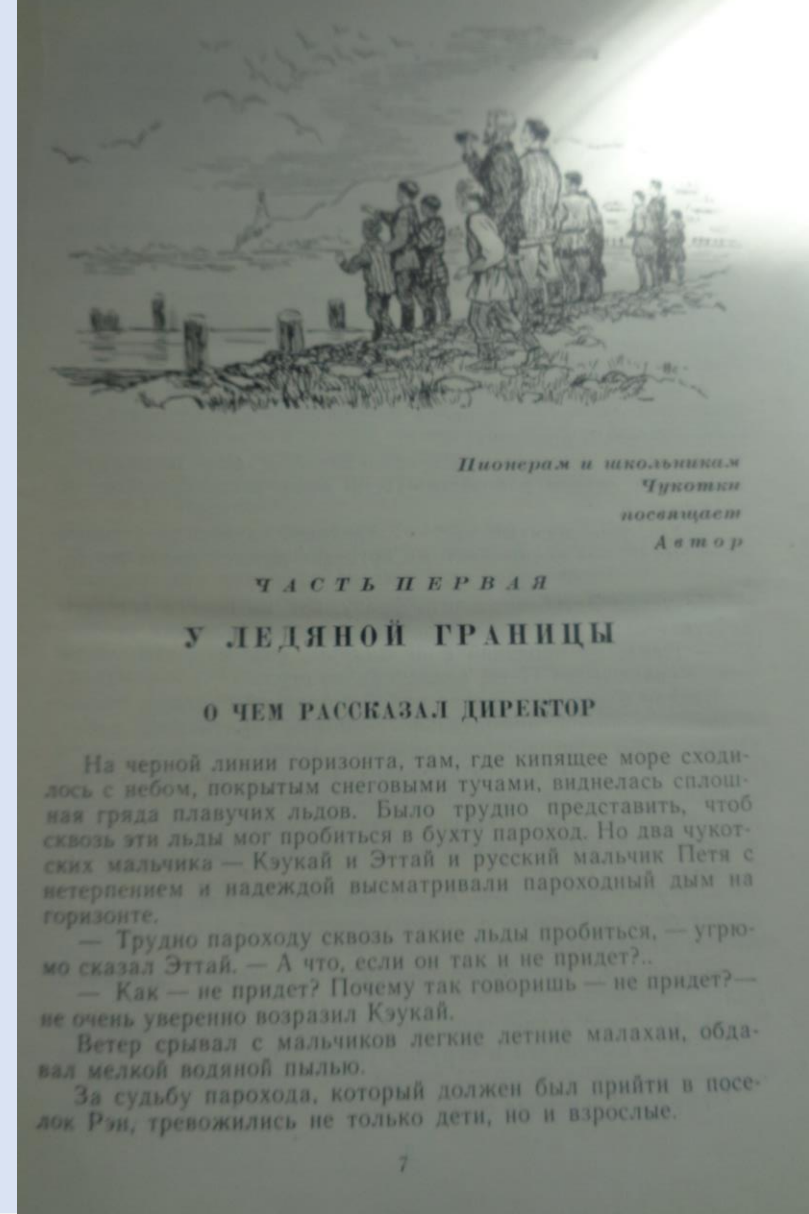 Пионерам и школьникам
Чукотки
посвящает
Автор
ЧАСТЬ ПЕРВАЯ
У ЛЕДЯНОЙ ГРАНИЦЫ
О ЧЕМ РАССКАЗАЛ ДИРЕКТОР
На черной линии горизонта, там, где кипящее море сходи-
лось с небом, покрытым снеговыми тучами, виднелась сплош-
ная гряда плавучих льдов. Было трудно представить, чтоб
сквозь эти льды мог пробиться в бухту пароход. Но два чукот-
ских мальчика — Кэукай и Эттай и русский мальчик Петя с
нетерпением и надеждой высматривали пароходный дым на
горизонте.
— Трудно пароходу сквозь такие льды пробиться, — угрю-
мо сказал Эттай. — А что, если он так и не придет?..
— Как — не придет? Почему так говоришь — не придет?—
не очень уверенно возразил Кэукай.
Ветер срывал с мальчиков легкие летние малахаи, обда-
вал мелкой водяной пылью.
За судьбу парохода, который должен был прийти в посе-
лок Рэн, тревожились не только дети, но и взрослые.
7